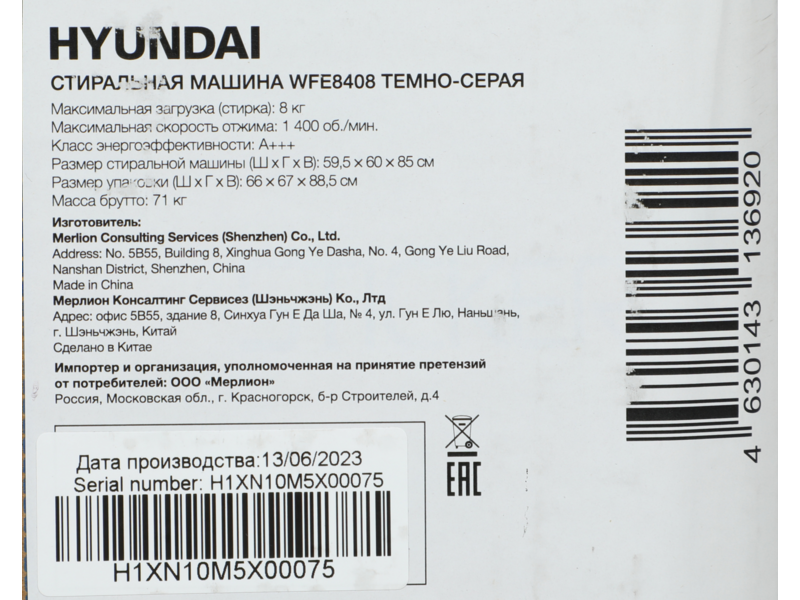 HYUNDAI
СТИРАЛЬНАЯ МАШИНА WFE8408 ТЕМНО-СЕРАЯ
Максимальная загрузка (стирка): 8 кг
Максимальная скорость отжима: 1 400 об./мин.
Класс энергоэффективности: A+++
Размер стиральной машины (Ш х Г х В): 59,5 х 60 х 85 см
Размер упаковки (Ш х Г х В): 66 х 67 х 88,5 см
Масса брутто: 71 кг
Изготовитель:
Merlion Consulting Services (Shenzhen) Co., Ltd.
Address: No. 5B55, Building 8, Xinghua Gong Ye Dasha, No. 4, Gong Ye Liu Road,
Nanshan District, Shenzhen, China
Made in China
Мерлион Консалтинг Сервисез (Шэньчжэнь) Ко., Лтд
Адрес: офис 5B55, здание 8, Синхуа Гун Е Да Ша, № 4, ул. Гун Е Лю, Наньшань,
г. Шэньчжэнь, Китай
Сделано в Китае
Импортер и организация, уполномоченная на принятие претензий
от потребителей: ООО «Мерлион»
Россия, Московская обл., г. Красногорск, б-р Строителей, д.4
Дата производства:13/06/2023
Serial number: H1XN10M5X00075
H1XN10M5X00075
EAC
4 630143 136920